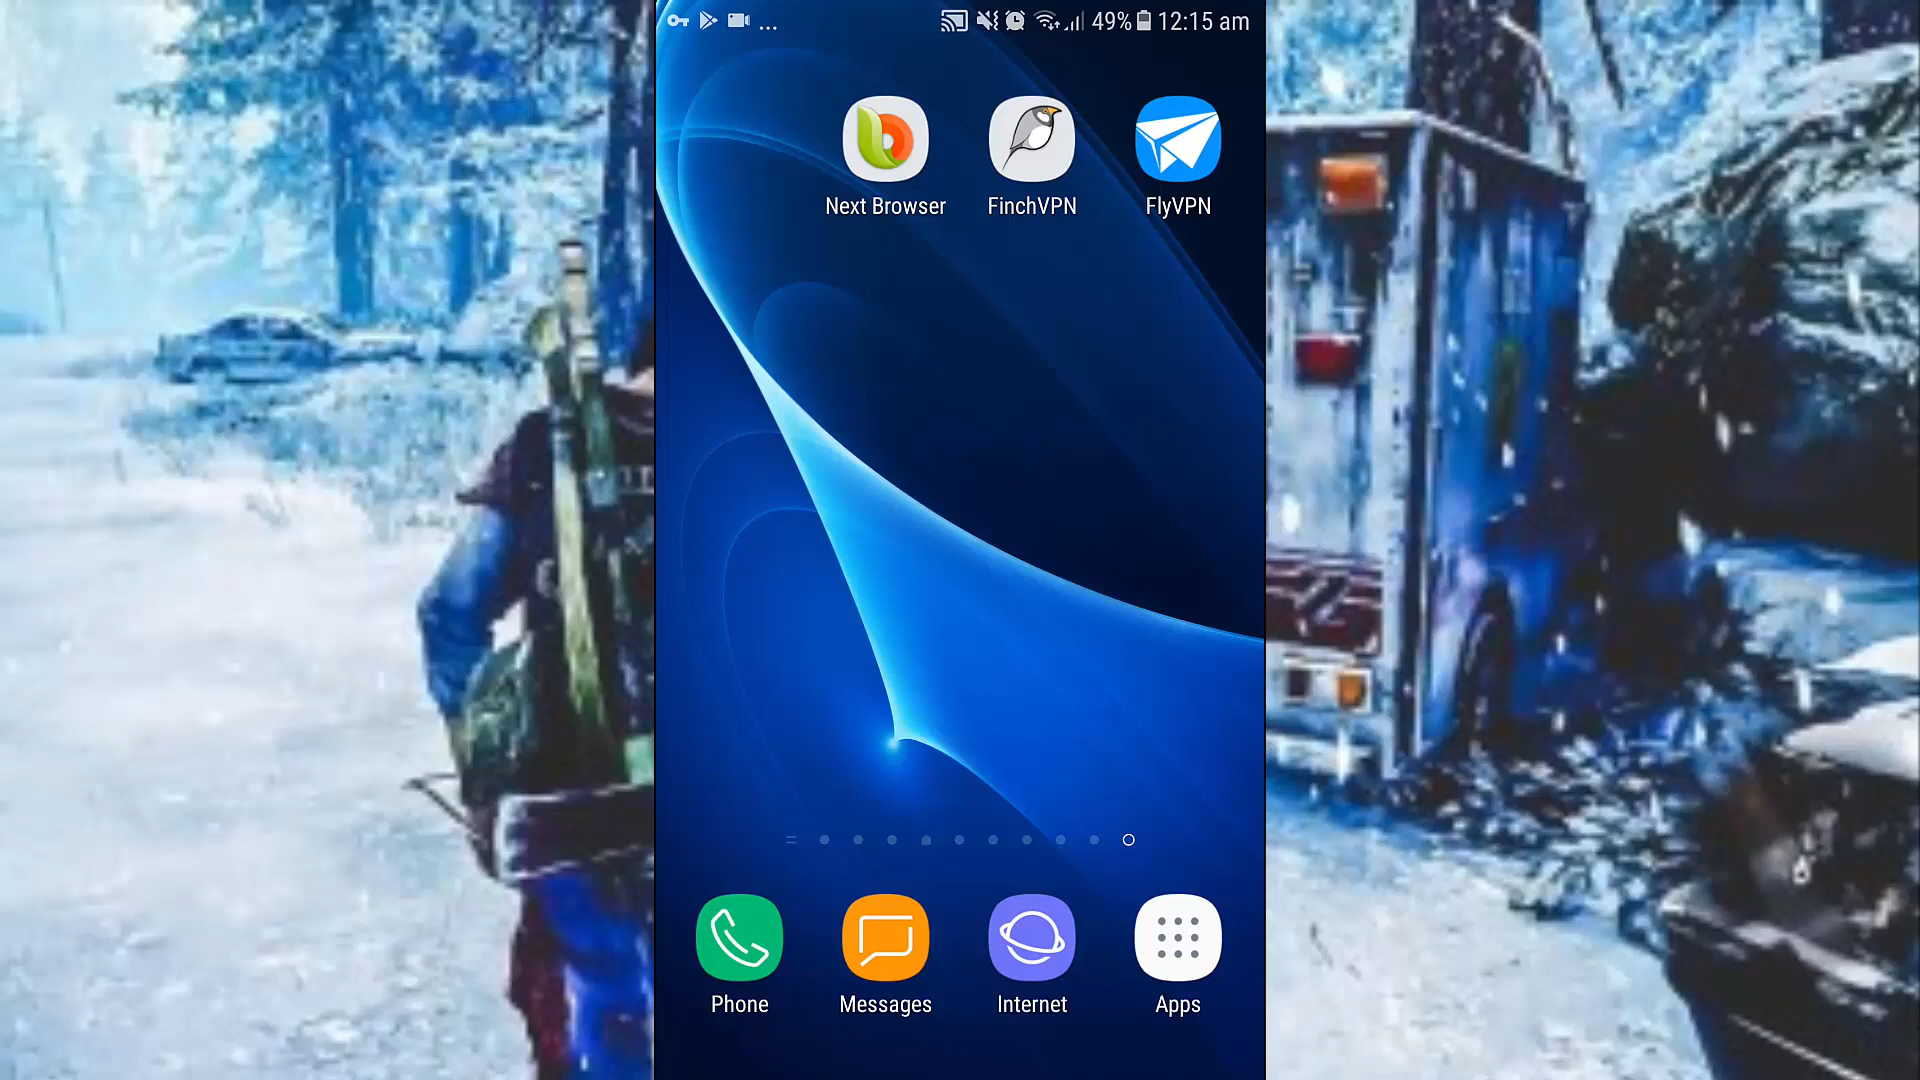 ... 49% 12:15 am
Next Browser FinchVPN FlyVPN
Phone Messages Internet Apps